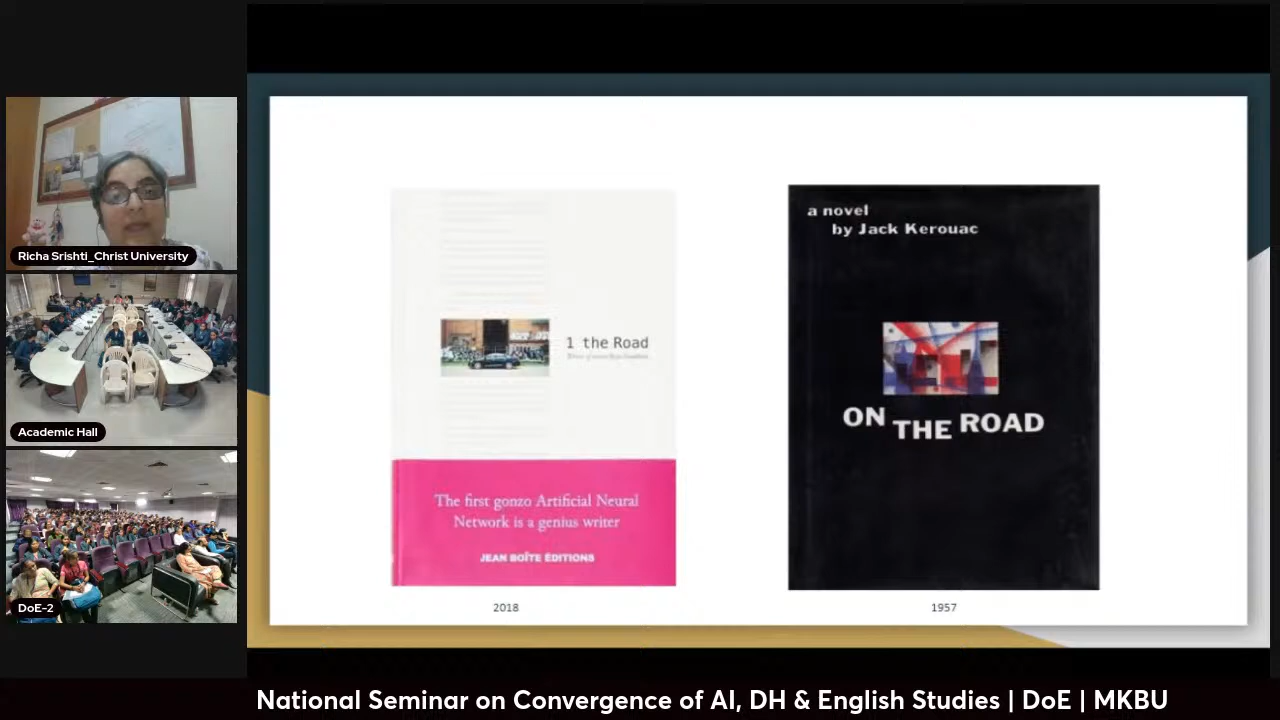 Richa Srishti_Christ University
Academic Hall
DoE-2
1 the Road
The first gonzo Artificial Neural
Network is a genius writer
JEAN BOÎTE ÉDITIONS
2018
a novel
by Jack Kerouac
ON THE ROAD
1957
National Seminar on Convergence of AI, DH & English Studies | DoE | MKBU